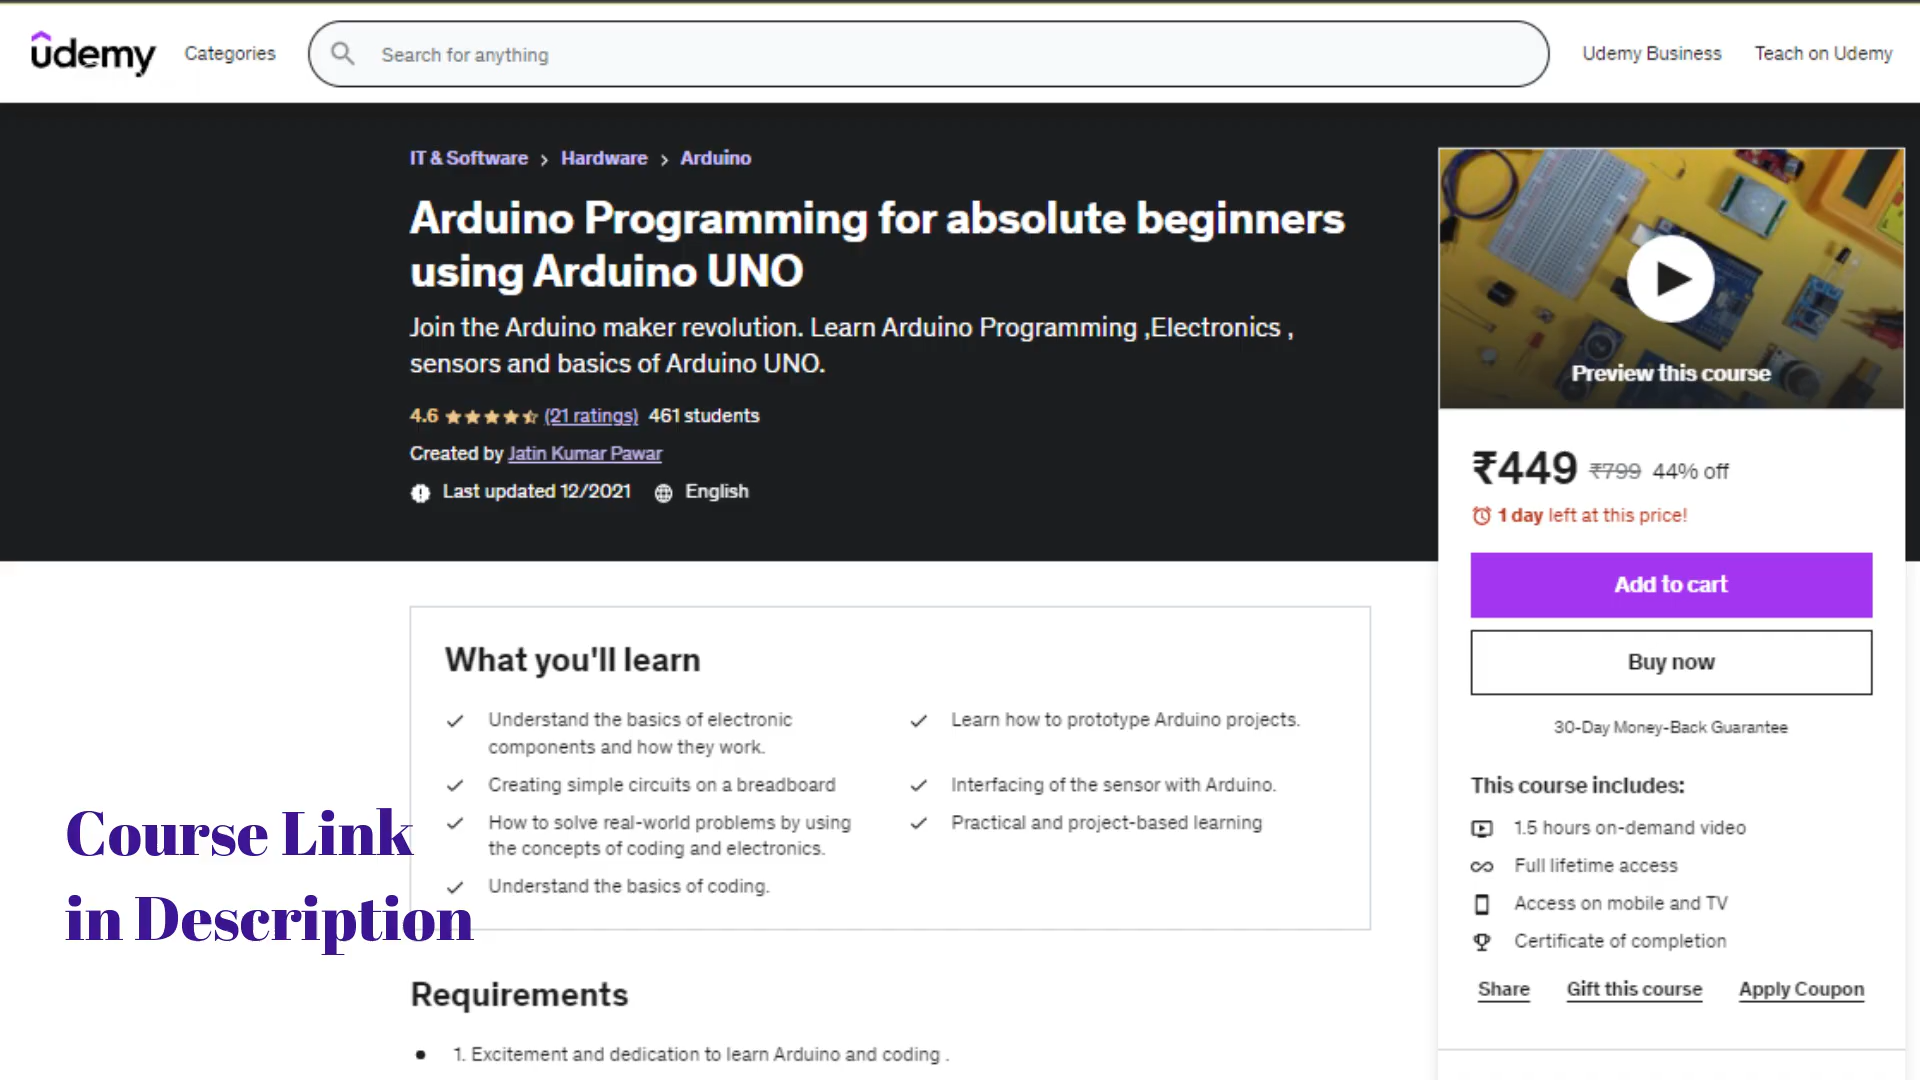 udemy
Categories
Search for anything
Udemy Business
Teach on Udemy
IT & Software > Hardware > Arduino
Arduino Programming for absolute beginners
using Arduino UNO
Join the Arduino maker revolution. Learn Arduino Programming ,Electronics ,
sensors and basics of Arduino UNO.
4.6 (21 ratings) 461 students
Created by Jatin Kumar Pawar
Last updated 12/2021 English
Preview this course
₹449 ₹799 44% off
1 day left at this price!
Add to cart
Buy now
30-Day Money-Back Guarantee
This course includes:
1.5 hours on-demand video
Full lifetime access
Access on mobile and TV
Certificate of completion
Share Gift this course Apply Coupon
What you'll learn
Understand the basics of electronic
components and how they work.
Creating simple circuits on a breadboard
How to solve real-world problems by using
the concepts of coding and electronics.
Understand the basics of coding.
Learn how to prototype Arduino projects.
Interfacing of the sensor with Arduino.
Practical and project-based learning
Course Link
in Description
Requirements
1. Excitement and dedication to learn Arduino and coding .